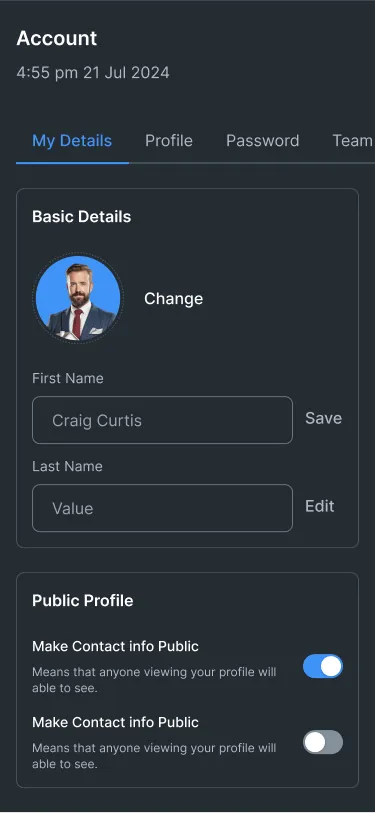 Account
4:55 pm 21 Jul 2024
My Details Profile Password Team
Basic Details
Change
First Name
Craig Curtis
Save
Last Name
Value
Edit
Public Profile
Make Contact info Public
Means that anyone viewing your profile will
able to see.
Make Contact info Public
Means that anyone viewing your profile will
able to see.